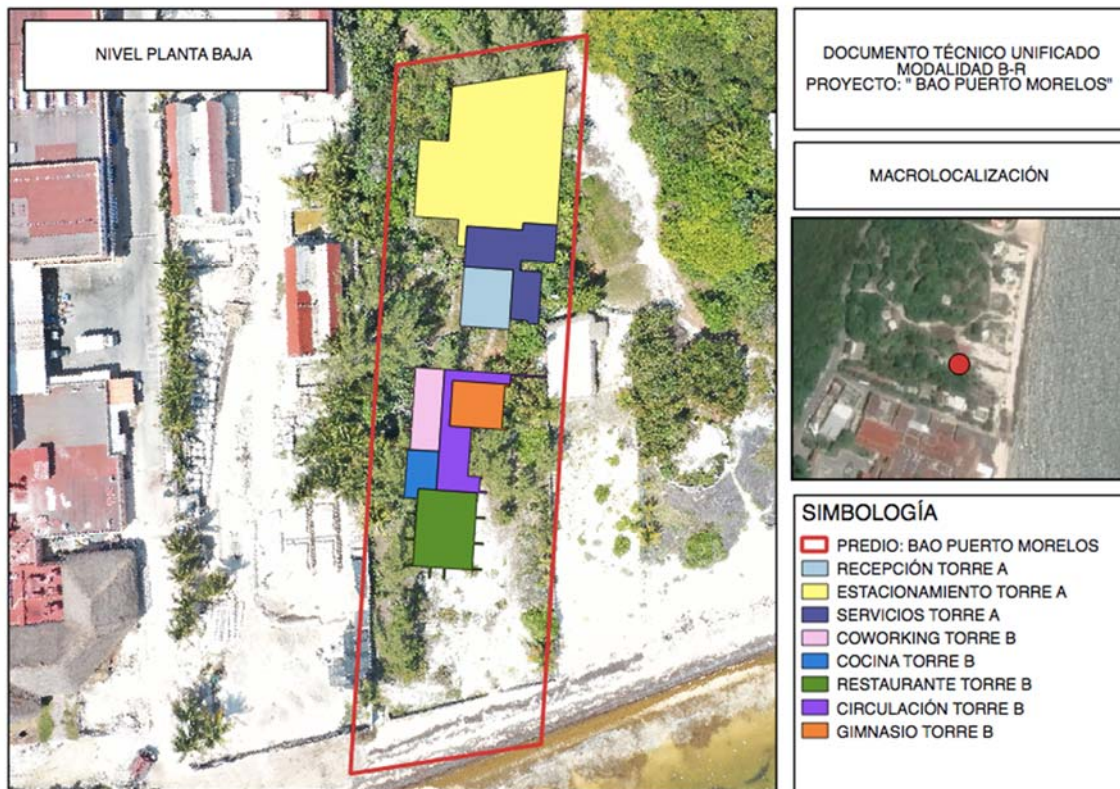 NIVEL PLANTA BAJA
DOCUMENTO TÉCNICO UNIFICADO
MODALIDAD B-R
PROYECTO: " BAO PUERTO MORELOS"
MACROLOCALIZACIÓN
SIMBOLOGÍA
PREDIO: BAO PUERTO MORELOS
RECEPCIÓN TORRE A
ESTACIONAMIENTO TORRE A
SERVICIOS TORRE A
COWORKING TORRE B
COCINA TORRE B
RESTAURANTE TORRE B
CIRCULACIÓN TORRE B
GIMNASIO TORRE B